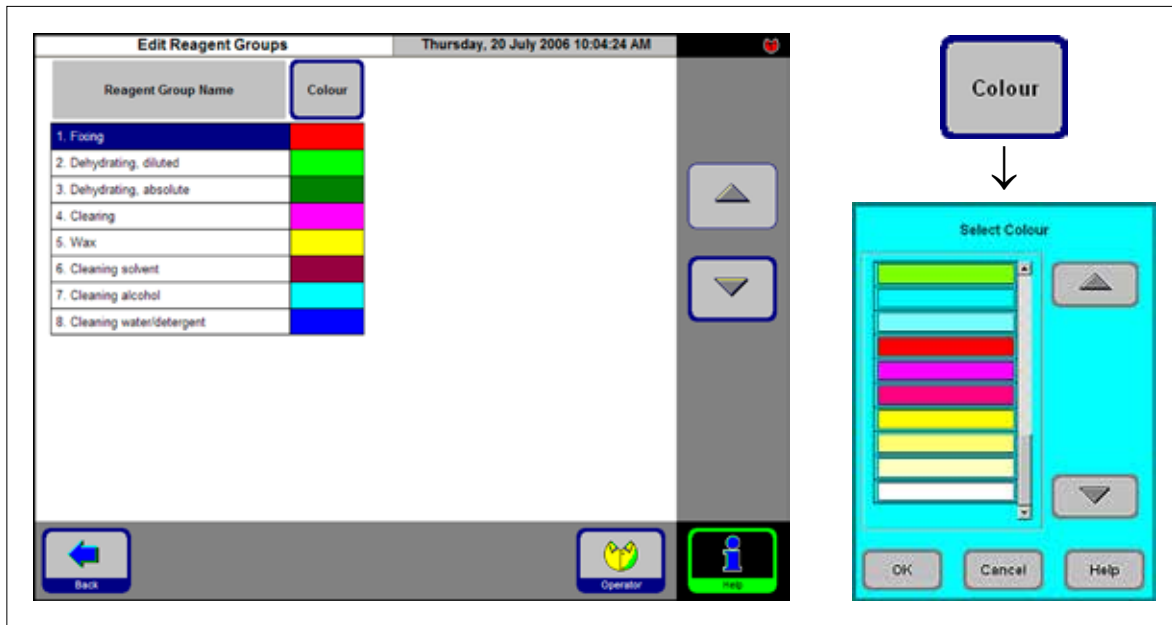 Edit Reagent Groups
Thursday, 20 July 2006 10:04:24 AM
Reagent Group Name
Colour
1. Fixing
2. Dehydrating, diluted
3. Dehydrating, absolute
4. Clearing
5. Wax
6. Cleaning solvent
7. Cleaning alcohol
8. Cleaning water/detergent
Back
Operator
Help
Colour
Select Colour
OK
Cancel
Help